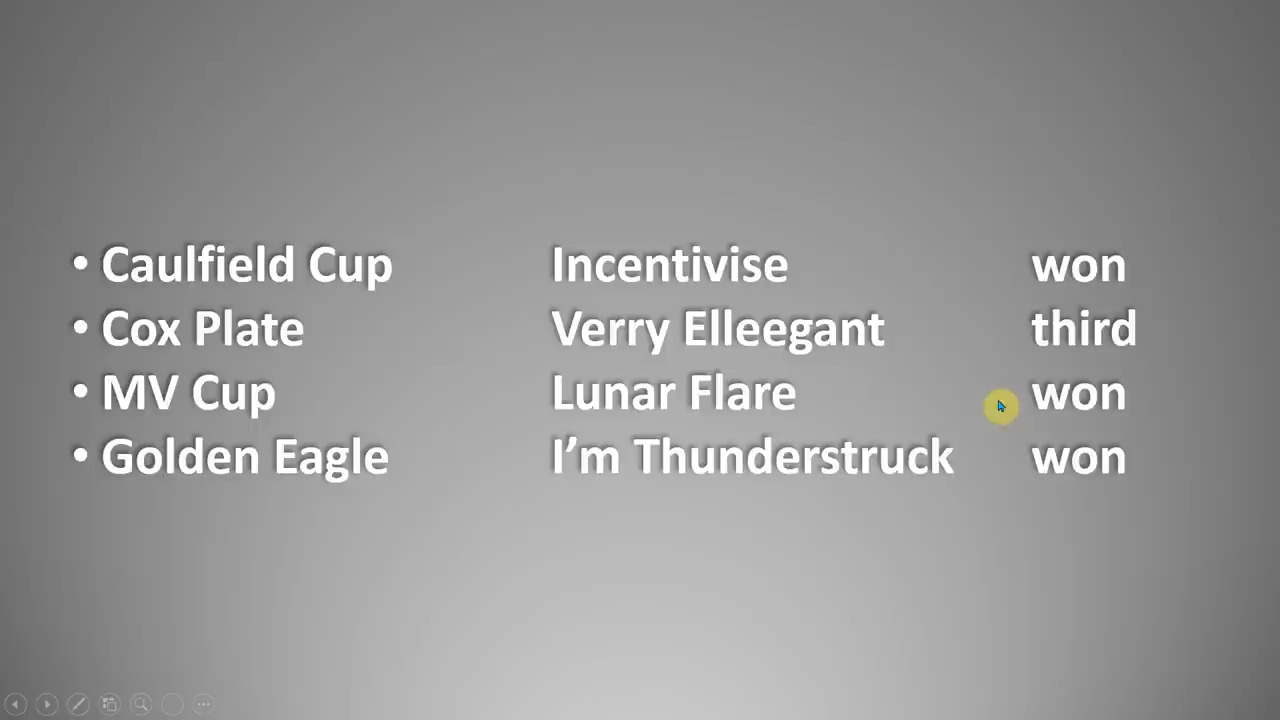 • Caulfield Cup Incentivise won
• Cox Plate Verry Elleegant third
• MV Cup Lunar Flare won
• Golden Eagle I’m Thunderstruck won